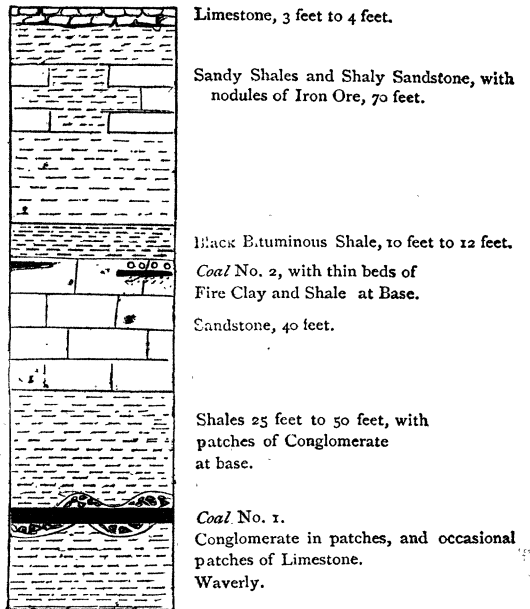 Limestone, 3 feet to 4 feet.
Sandy Shales and Shaly Sandstone, with
nodules of Iron Ore, 70 feet.
Black Bituminous Shale, 10 feet to 12 feet.
Coal No. 2, with thin beds of
Fire Clay and Shale at Base.
Sandstone, 40 feet.
Shales 25 feet to 50 feet, with
patches of Conglomerate
at base.
Coal No. 1.
Conglomerate in patches, and occasional
patches of Limestone.
Waverly.